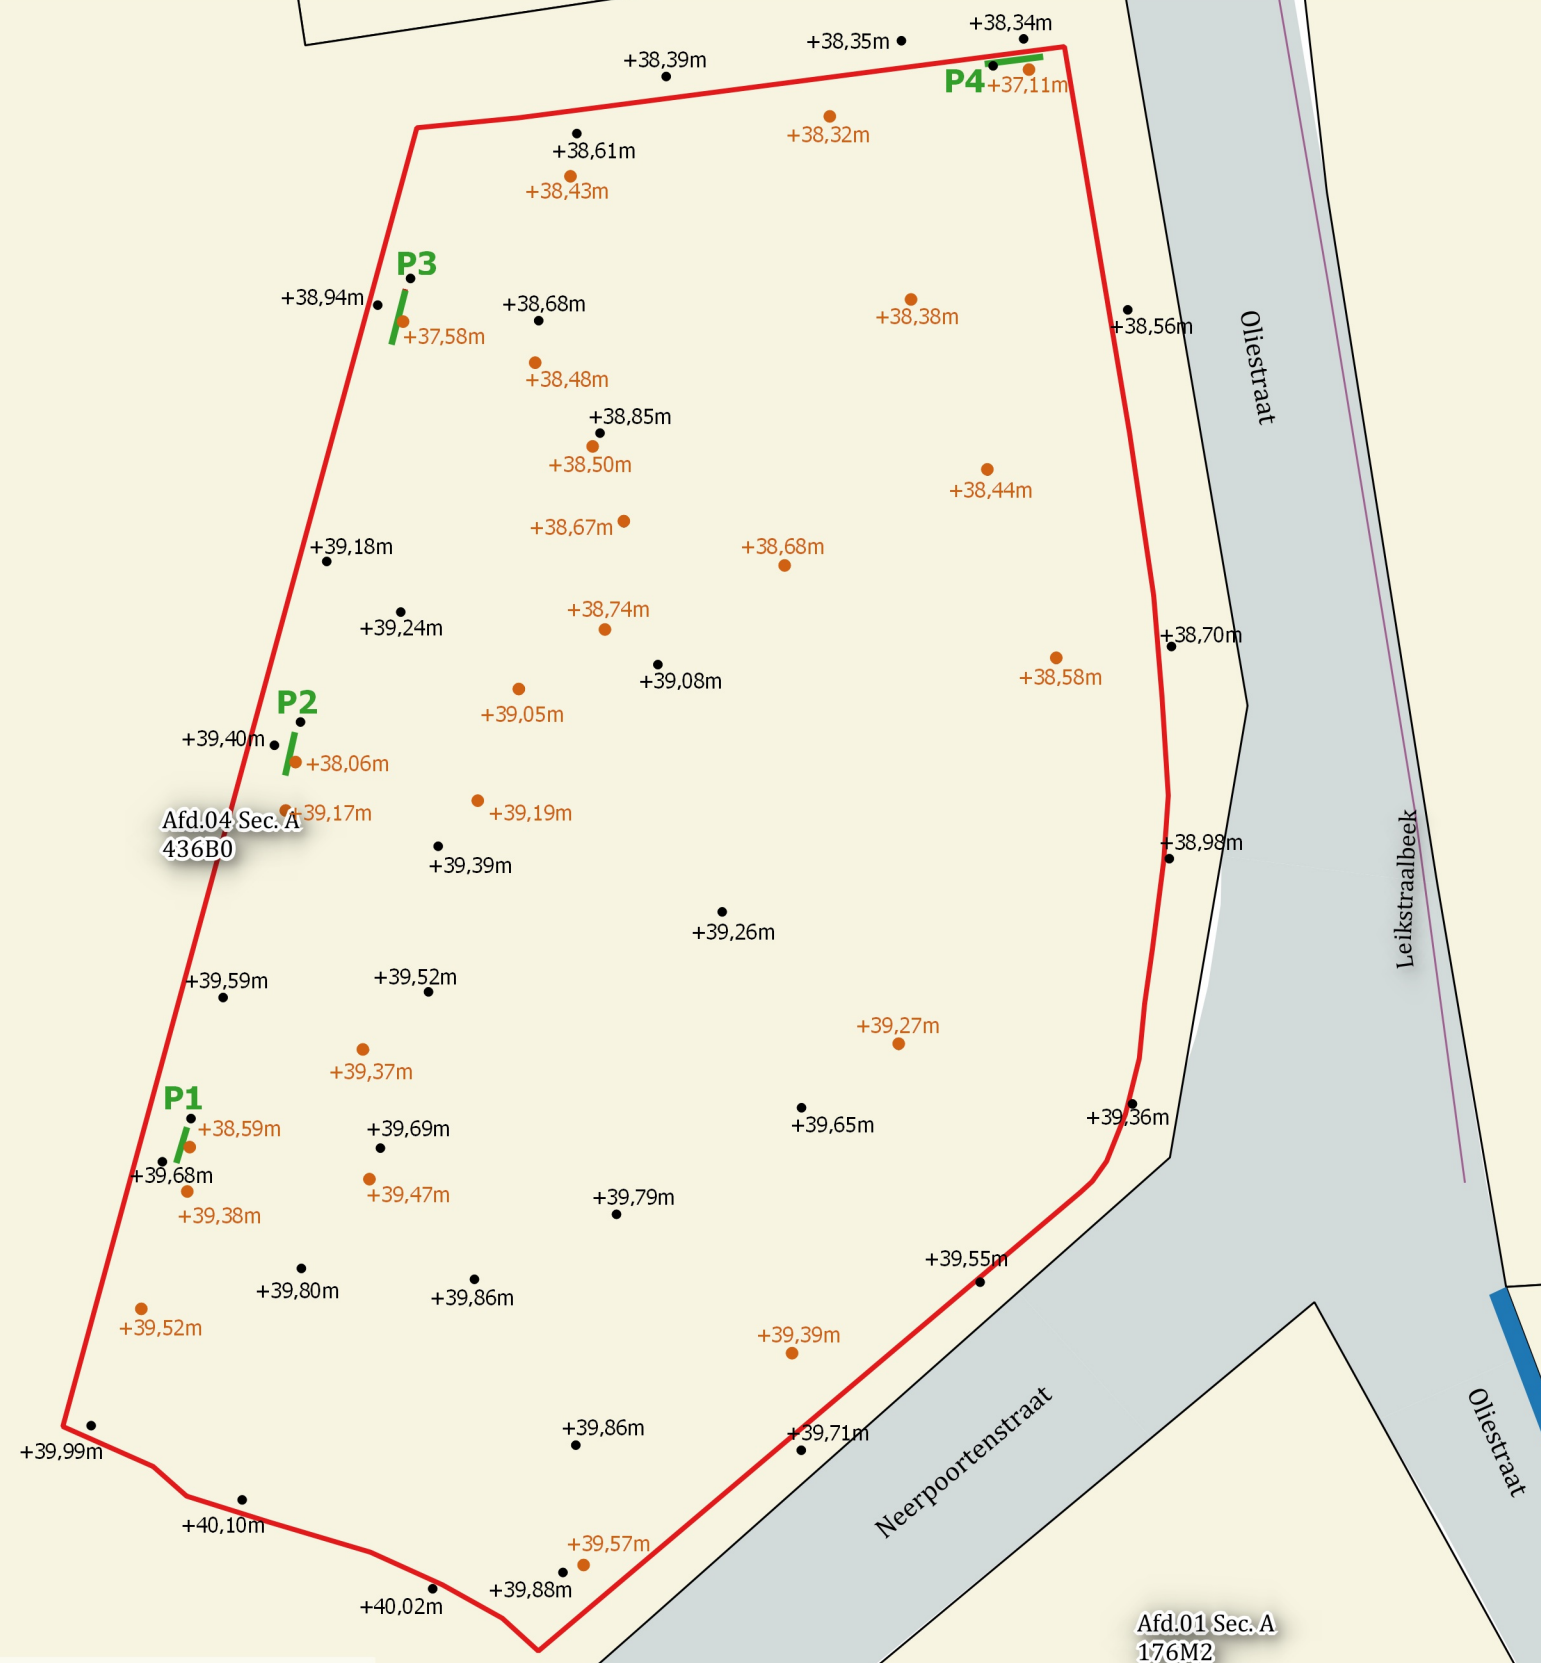 +38,34m
+38,35m
+38,39m
P4
+37,11m
+38,32m
+38,61m
+38,43m
P3
+38,94m
+38,68m
+38,38m
+38,56m
+37,58m
Oliestraat
+38,48m
+38,85m
+38,50m
+38,44m
+38,67m
+39,18m
+38,68m
+38,74m
+39,24m
+38,70m
+39,08m
+38,58m
P2
+39,05m
+39,40m
+38,06m
+39,17m
+39,19m
Afd.04 Sec. A
436B0
+38,98m
+39,39m
Leikstraalbeek
+39,26m
+39,59m
+39,52m
+39,27m
+39,37m
P1
+38,59m
+39,69m
+39,65m
+39,36m
+39,68m
+39,47m
+39,79m
+39,38m
+39,55m
+39,80m
+39,86m
+39,52m
+39,39m
+39,99m
+39,86m
+39,71m
Neerpoortenstraat
Oliestraat
+40,10m
+39,57m
+39,88m
+40,02m
Afd.01 Sec. A
176M2